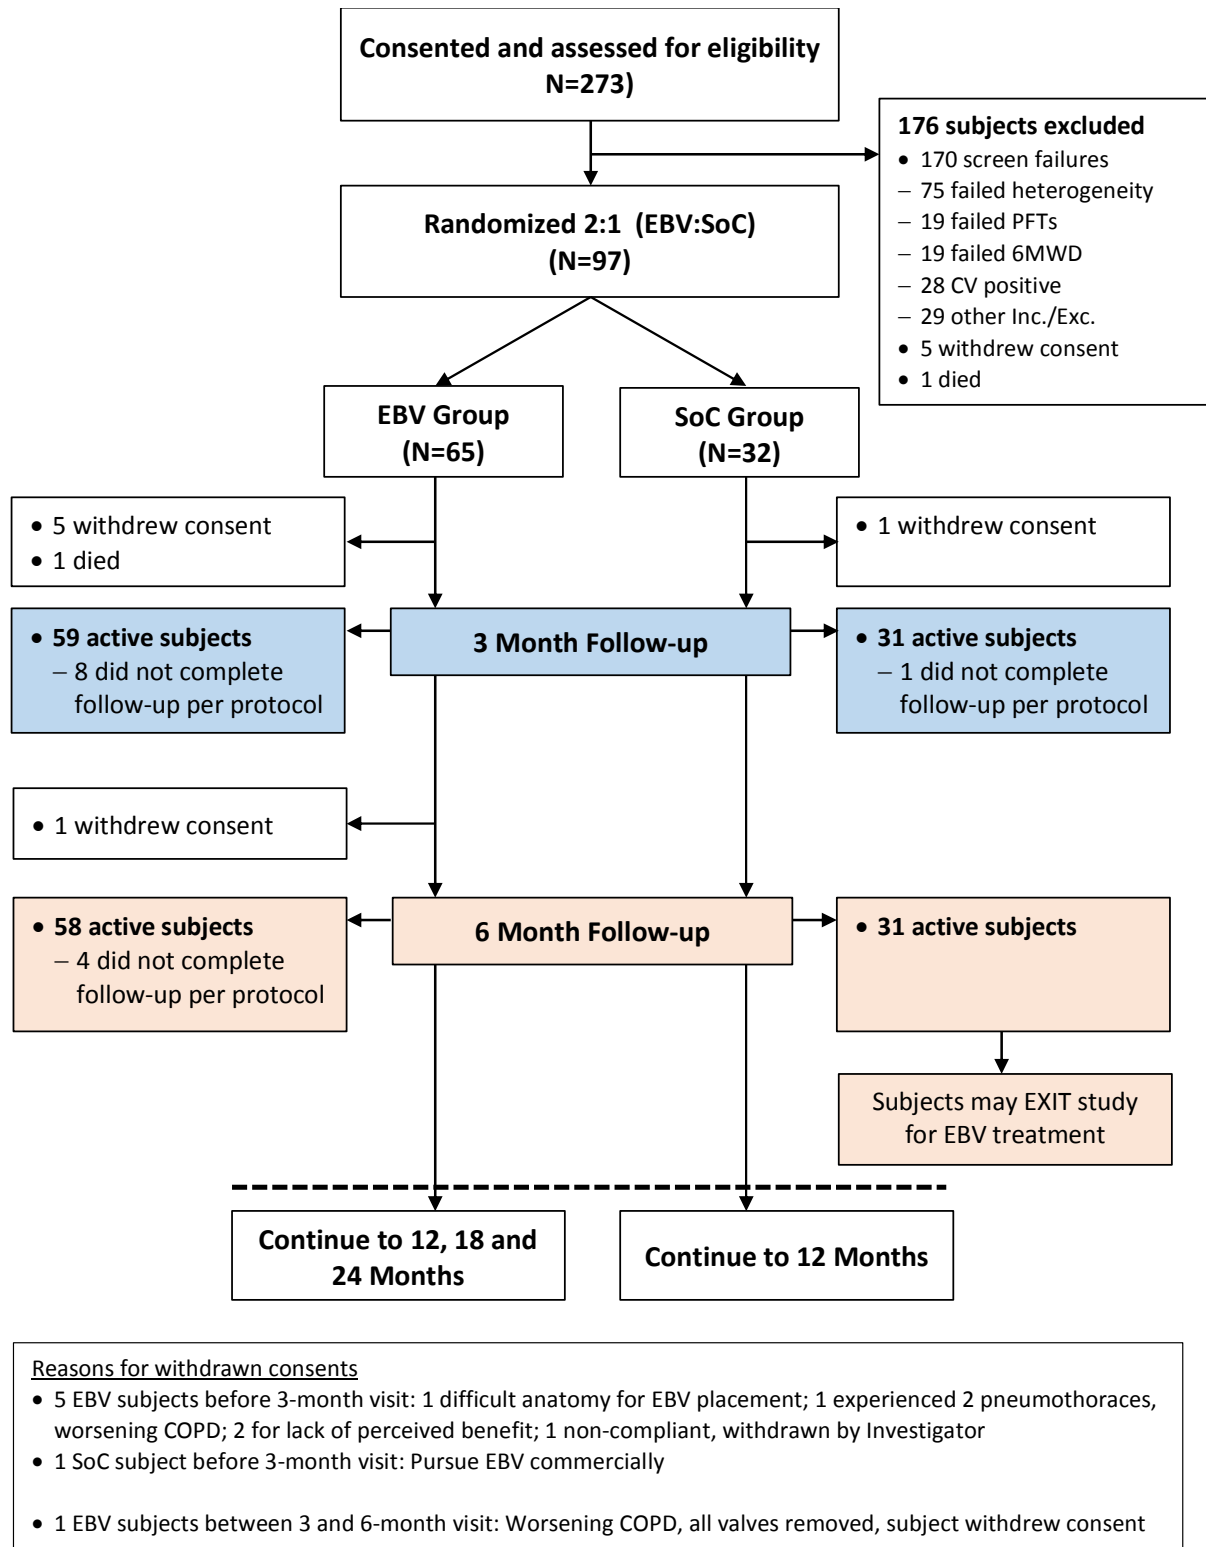 Consented and assessed for eligibility
N=273)
176 subjects excluded
• 170 screen failures
– 75 failed heterogeneity
– 19 failed PFTs
– 19 failed 6MWD
– 28 CV positive
– 29 other Inc./Exc.
• 5 withdrew consent
• 1 died
Randomized 2:1 (EBV:SoC)
(N=97)
EBV Group
(N=65)
SoC Group
(N=32)
• 5 withdrew consent
• 1 died
• 1 withdrew consent
• 59 active subjects
– 8 did not complete
follow-up per protocol
3 Month Follow-up
• 31 active subjects
– 1 did not complete
follow-up per protocol
• 1 withdrew consent
• 58 active subjects
– 4 did not complete
follow-up per protocol
6 Month Follow-up
• 31 active subjects
Subjects may EXIT study
for EBV treatment
Continue to 12, 18 and
24 Months
Continue to 12 Months
Reasons for withdrawn consents
• 5 EBV subjects before 3-month visit: 1 difficult anatomy for EBV placement; 1 experienced 2 pneumothoraces,
worsening COPD; 2 for lack of perceived benefit; 1 non-compliant, withdrawn by Investigator
• 1 SoC subject before 3-month visit: Pursue EBV commercially
• 1 EBV subjects between 3 and 6-month visit: Worsening COPD, all valves removed, subject withdrew consent